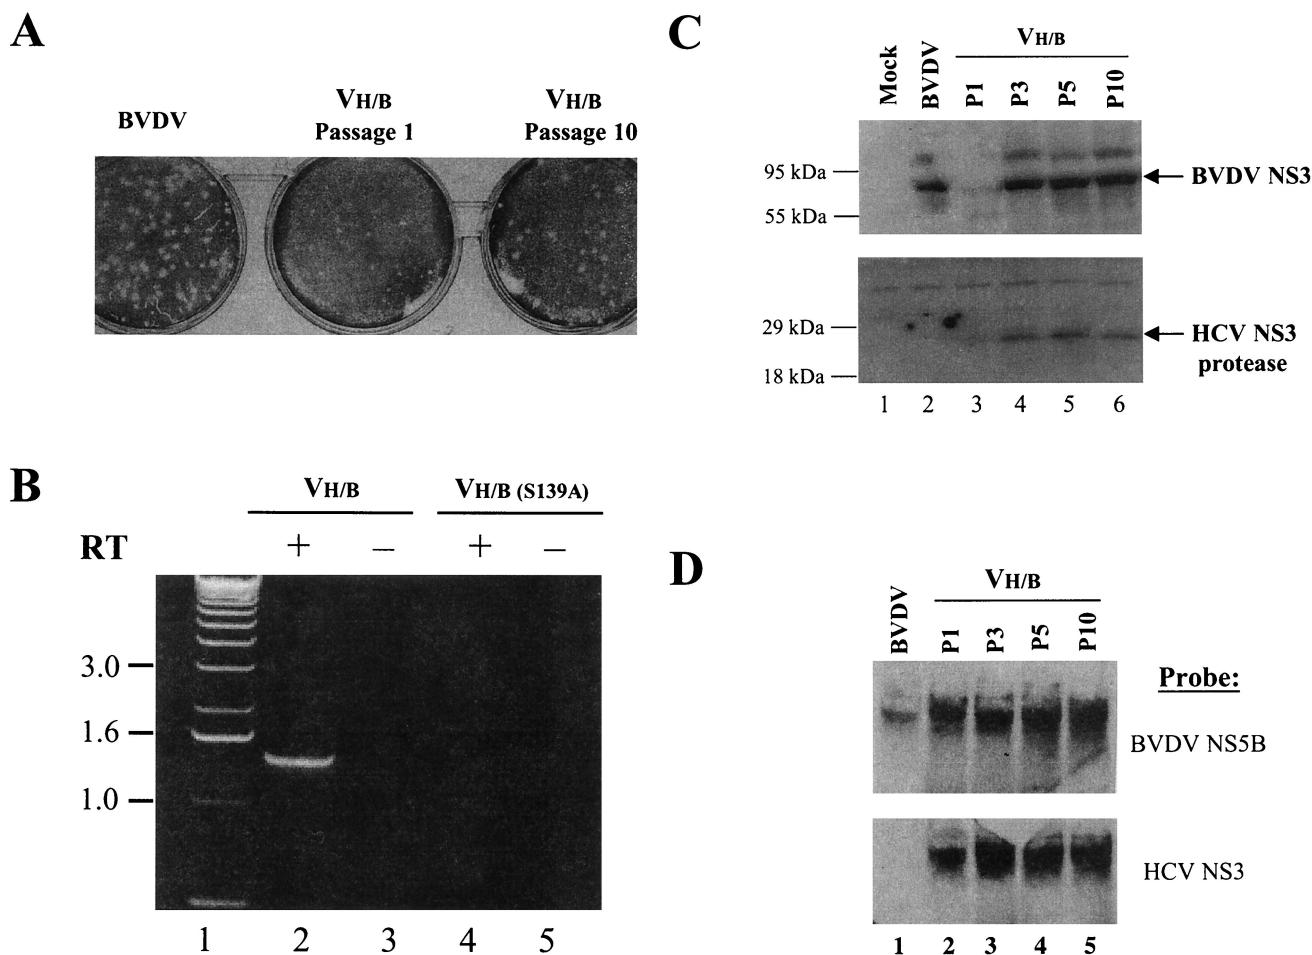 A
BVDV
VH/B
Passage 1
VH/B
Passage 10
B
VH/B
VH/B (S139A)
RT
+ – + –
3.0
1.6
1.0
1 2 3 4 5
C
VH/B
Mock BVDV P1 P3 P5 P10
95 kDa
55 kDa
BVDV NS3
29 kDa
18 kDa
HCV NS3
protease
1 2 3 4 5 6
D
VH/B
BVDV P1 P3 P5 P10
Probe:
BVDV NS5B
HCV NS3
1 2 3 4 5